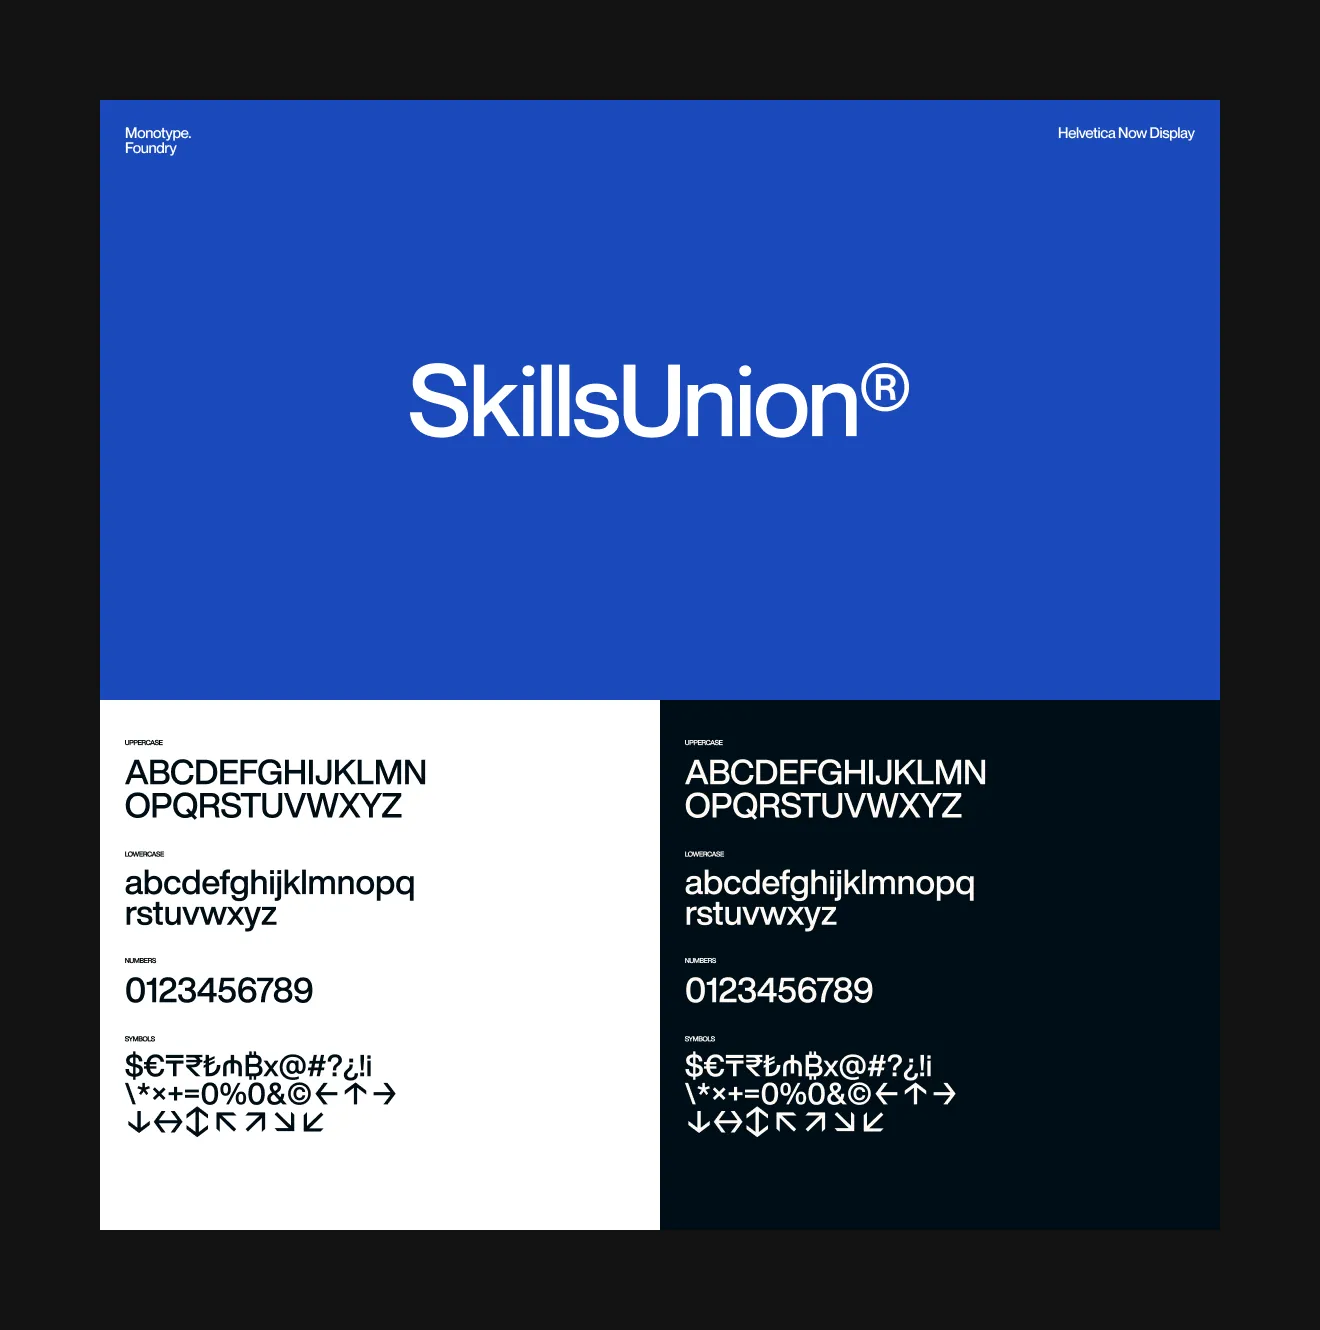 Monotype.
Foundry
Helvetica Now Display
SkillsUnion®
UPPERCASE
ABCDEFGHIJKLMN
OPQRSTUVWXYZ
LOWERCASE
abcdefghijklmnopq
rstuvwxyz
NUMBERS
0123456789
SYMBOLS
$€₸₹₺₼₿x@#?¿!i
\*×+=0%0&©←↑→
↓↔↕↖↗↘↙
UPPERCASE
ABCDEFGHIJKLMN
OPQRSTUVWXYZ
LOWERCASE
abcdefghijklmnopq
rstuvwxyz
NUMBERS
0123456789
SYMBOLS
$€₸₹₺₼₿x@#?¿!i
\*×+=0%0&©←↑→
↓↔↕↖↗↘↙